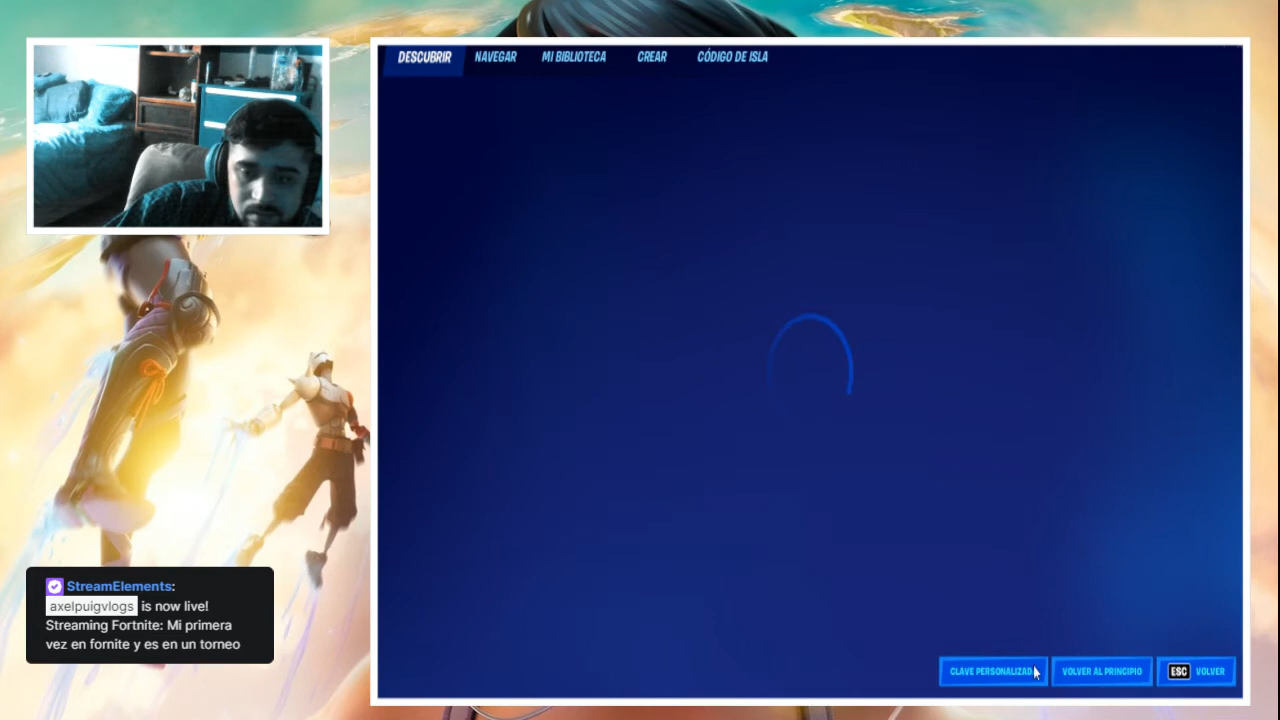 DESCUBRIR NAVEGAR MI BIBLIOTECA CREAR CÓDIGO DE ISLA
StreamElements:
axelpuigvlogs is now live!
Streaming Fortnite: Mi primera
vez en fornite y es en un torneo
CLAVE PERSONALIZAD VOLVER AL PRINCIPIO ESC VOLVER